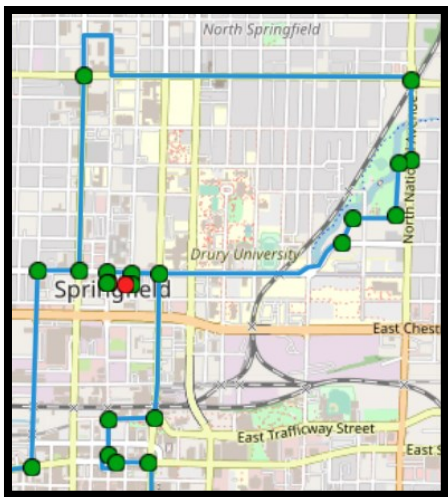 North Springfield
North National Avenue
Drury University
Springfield
East Chest
East Trafficway Street
East S